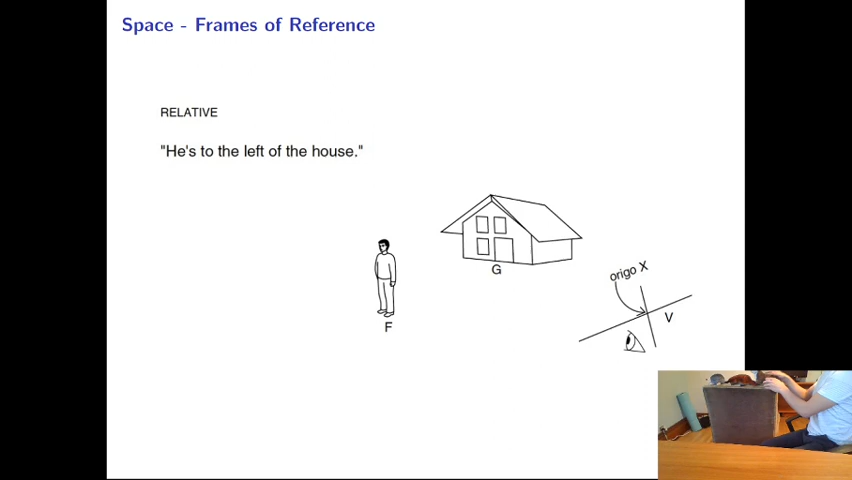 Space - Frames of Reference
RELATIVE
"He's to the left of the house."
G
origo X
V
F